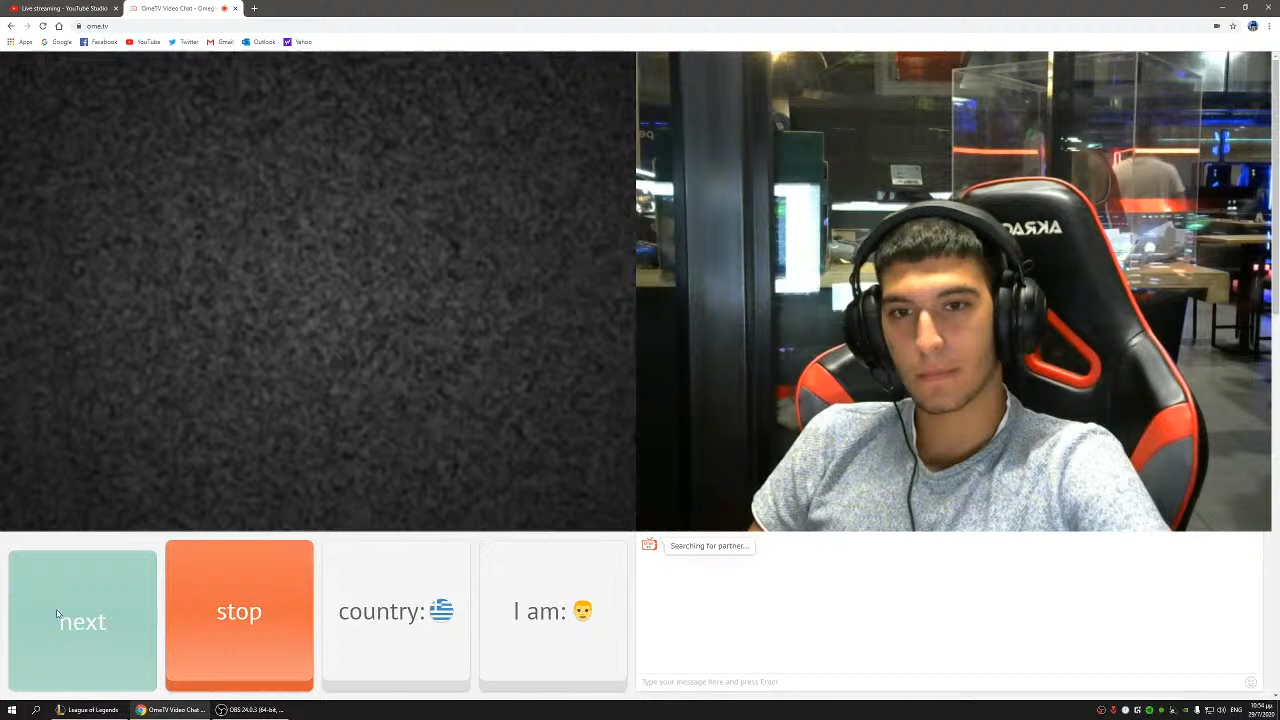 Live streaming - YouTube Studio
OmeTV Video Chat - Omeg
ome.tv
Apps Google Facebook YouTube Twitter Gmail Outlook Yahoo
Searching for partner...
next
stop
country:
I am:
Type your message here and press Enter
League of Legends
OmeTV Video Chat ...
OBS 24.0.3 (64-bit, ...
ENG
10:54 μμ
29/7/2020